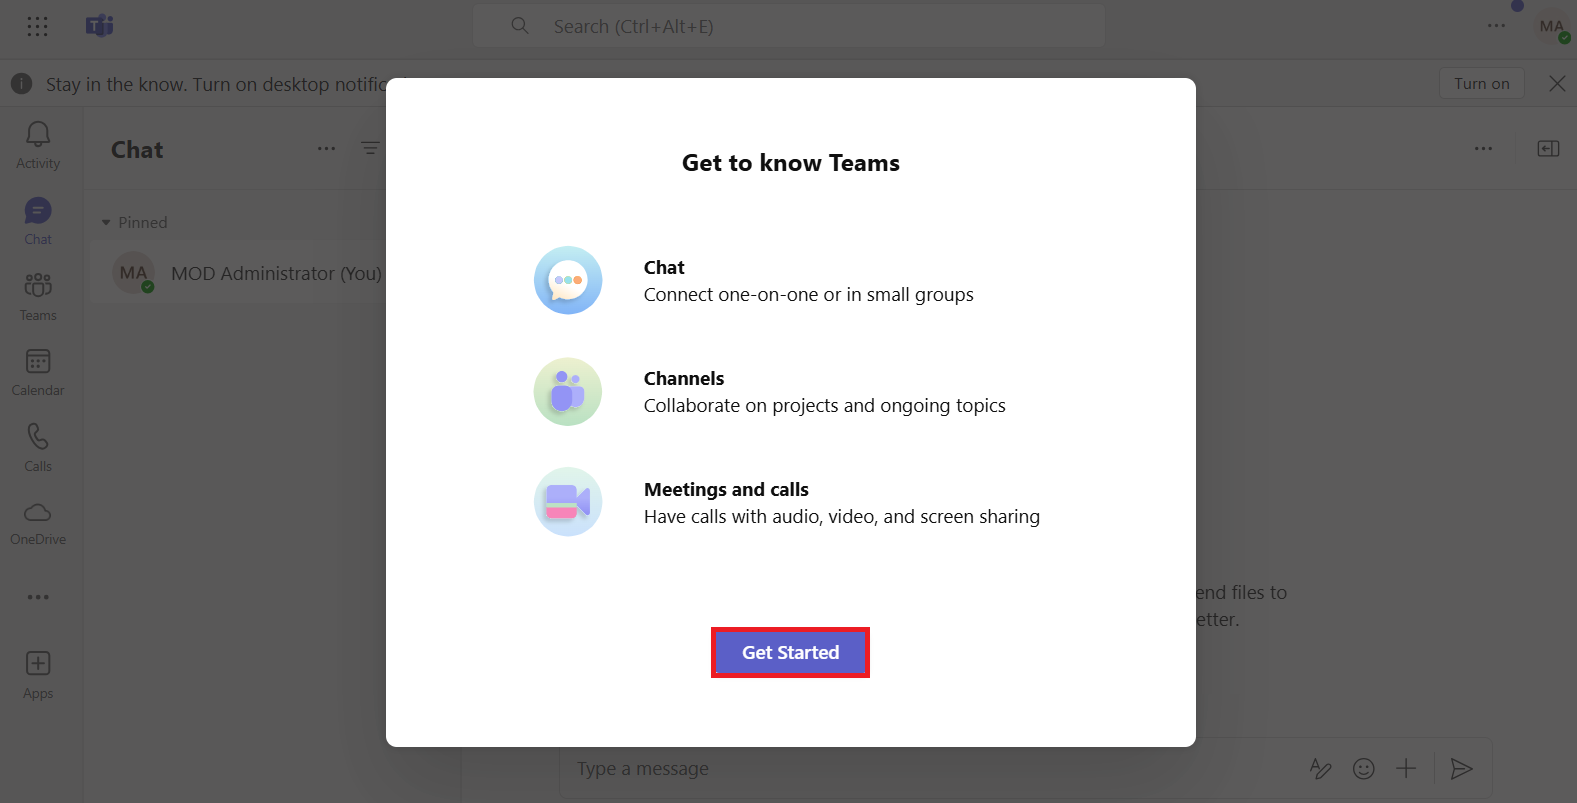 Search (Ctrl+Alt+E)
MA
Stay in the know. Turn on desktop
Turn on
Activity
Chat
Teams
Calendar
Calls
OneDrive
Apps
Chat
Pinned
MA
MOD Administrator (You)
Get to know Teams
Chat
Connect one-on-one or in small groups
Channels
Collaborate on projects and ongoing topics
Meetings and calls
Have calls with audio, video, and screen sharing
Get Started
files to
Type a message